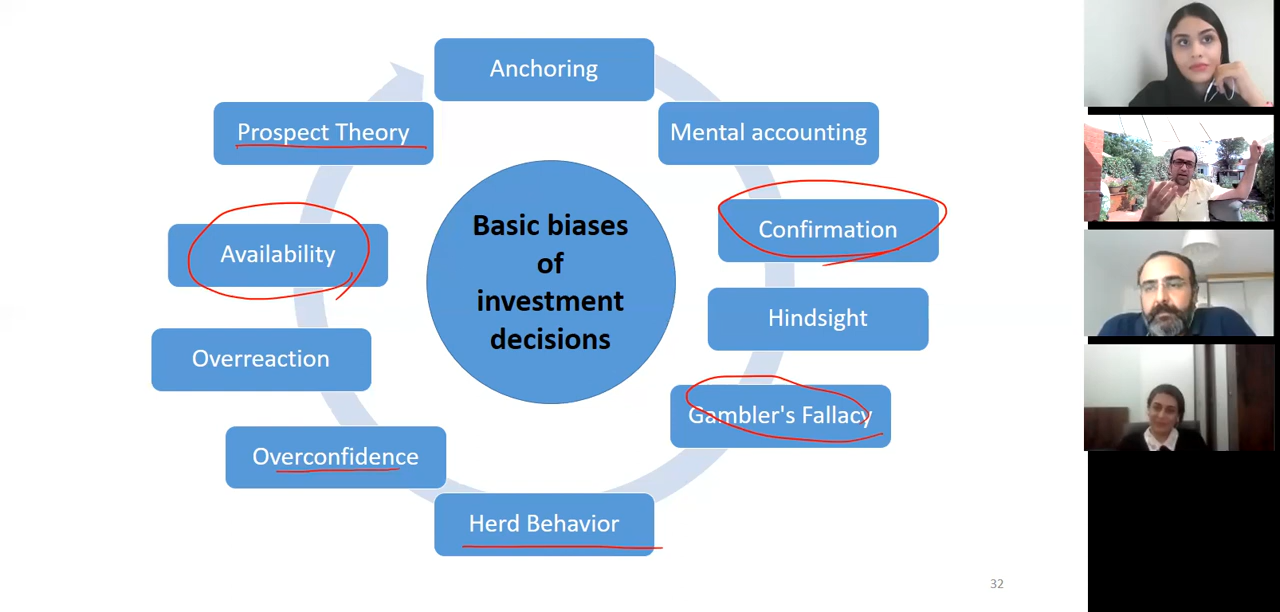 Anchoring
Mental accounting
Confirmation
Hindsight
Gambler's Fallacy
Herd Behavior
Overconfidence
Overreaction
Availability
Prospect Theory
Basic biases
of
investment
decisions
32